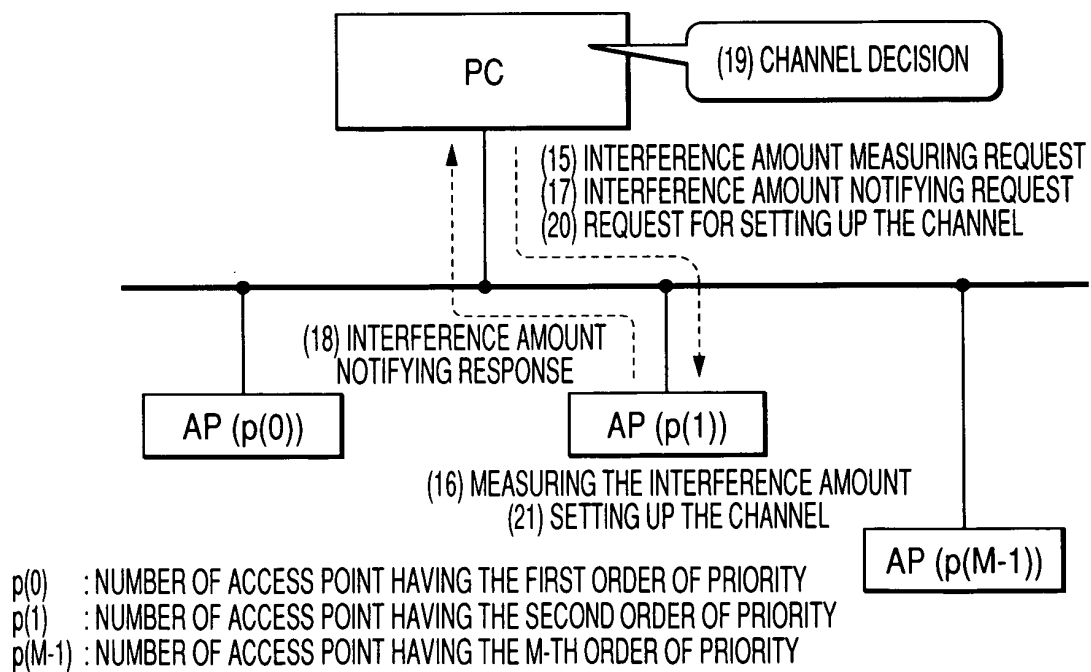 PC
(19) CHANNEL DECISION
(15) INTERFERENCE AMOUNT MEASURING REQUEST
(17) INTERFERENCE AMOUNT NOTIFYING REQUEST
(20) REQUEST FOR SETTING UP THE CHANNEL
(18) INTERFERENCE AMOUNT
NOTIFYING RESPONSE
AP (p(0))
AP (p(1))
(16) MEASURING THE INTERFERENCE AMOUNT
(21) SETTING UP THE CHANNEL
AP (p(M-1))
p(0) : NUMBER OF ACCESS POINT HAVING THE FIRST ORDER OF PRIORITY
p(1) : NUMBER OF ACCESS POINT HAVING THE SECOND ORDER OF PRIORITY
p(M-1) : NUMBER OF ACCESS POINT HAVING THE M-TH ORDER OF PRIORITY